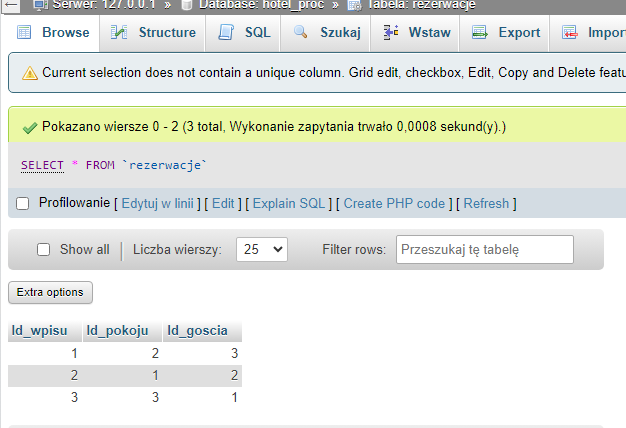 Serwer: 127.0.0.1 » Database: hotel_proc » Tabela: rezerwacje
Browse Structure SQL Szukaj Wstaw Export Import
Current selection does not contain a unique column. Grid edit, checkbox, Edit, Copy and Delete featu
Pokazano wiersze 0 - 2 (3 total, Wykonanie zapytania trwało 0,0008 sekund(y).)
SELECT * FROM `rezerwacje`
Profilowanie [ Edytuj w linii ] [ Edit ] [ Explain SQL ] [ Create PHP code ] [ Refresh ]
Show all Liczba wierszy: 25 Filter rows: Przeszukaj tę tabelę
Extra options
Id_wpisu Id_pokoju Id_goscia
1 2 3
2 1 2
3 3 1